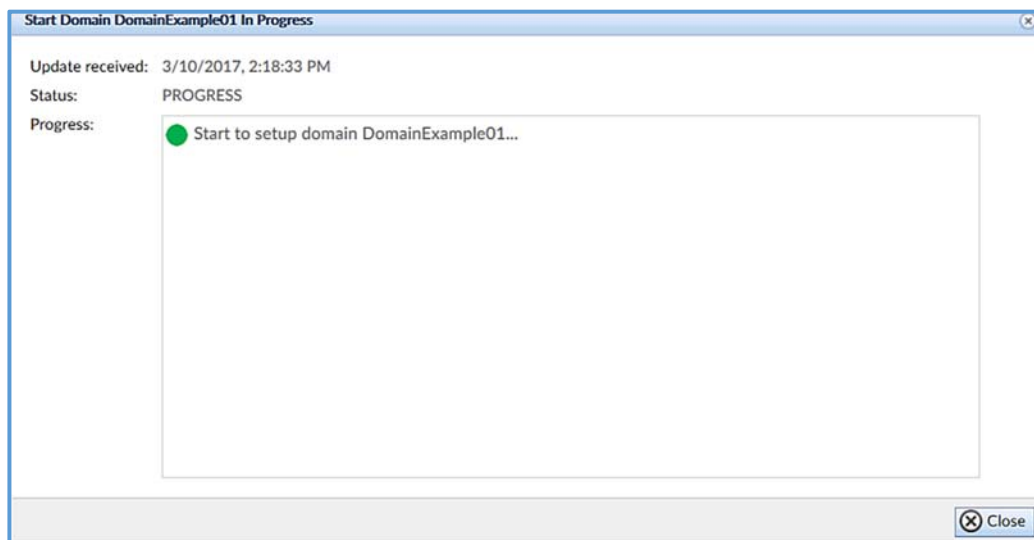 Start Domain DomainExample01 In Progress
Update received: 3/10/2017, 2:18:33 PM
Status: PROGRESS
Progress:
Start to setup domain DomainExample01...
Close